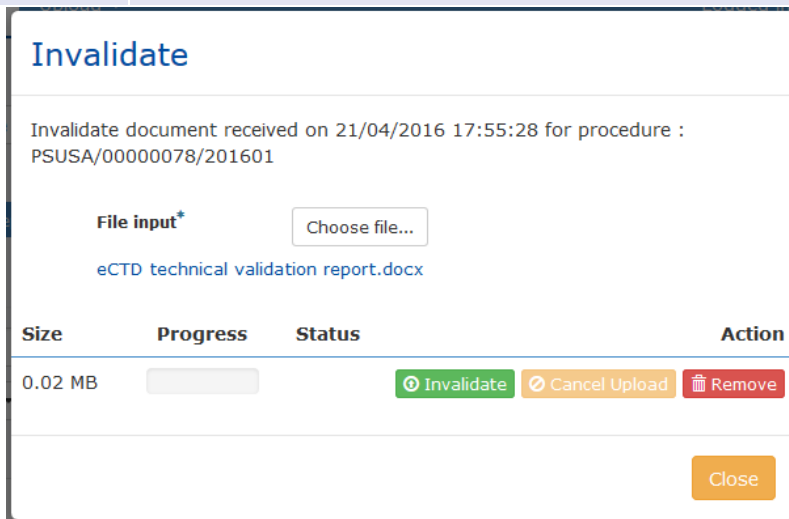 Invalidate
Invalidate document received on 21/04/2016 17:55:28 for procedure :
PSUSA/00000078/201601
File input* Choose file...
eCTD technical validation report.docx
Size Progress Status Action
0.02 MB Invalidate Cancel Upload Remove
Close